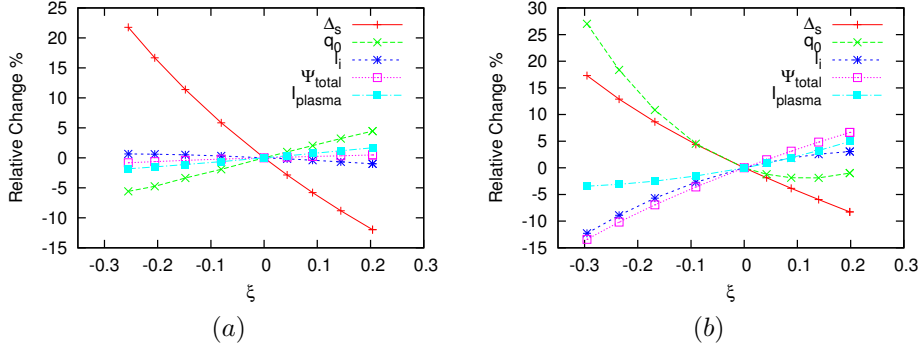 25
20
15
10
5
0
-5
-10
-15
Relative Change %
-0.3 -0.2 -0.1 0 0.1 0.2 0.3
ξ
Δs
q0
li
Ψtotal
Iplasma
(a)
30
25
20
15
10
5
0
-5
-10
-15
Relative Change %
-0.3 -0.2 -0.1 0 0.1 0.2 0.3
ξ
Δs
q0
li
Ψtotal
Iplasma
(b)